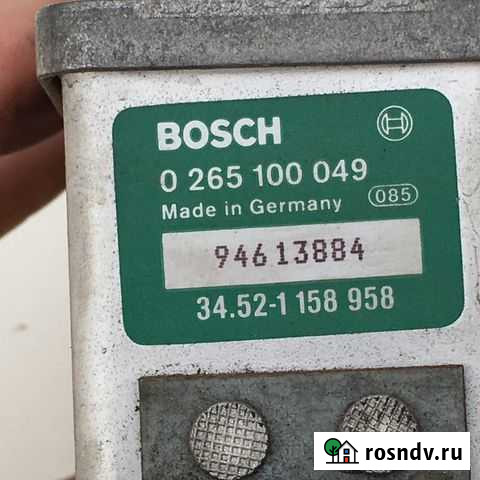 BOSCH
0 265 100 049
Made in Germany 085
94613884
34.52-1 158 958
rosndv.ru